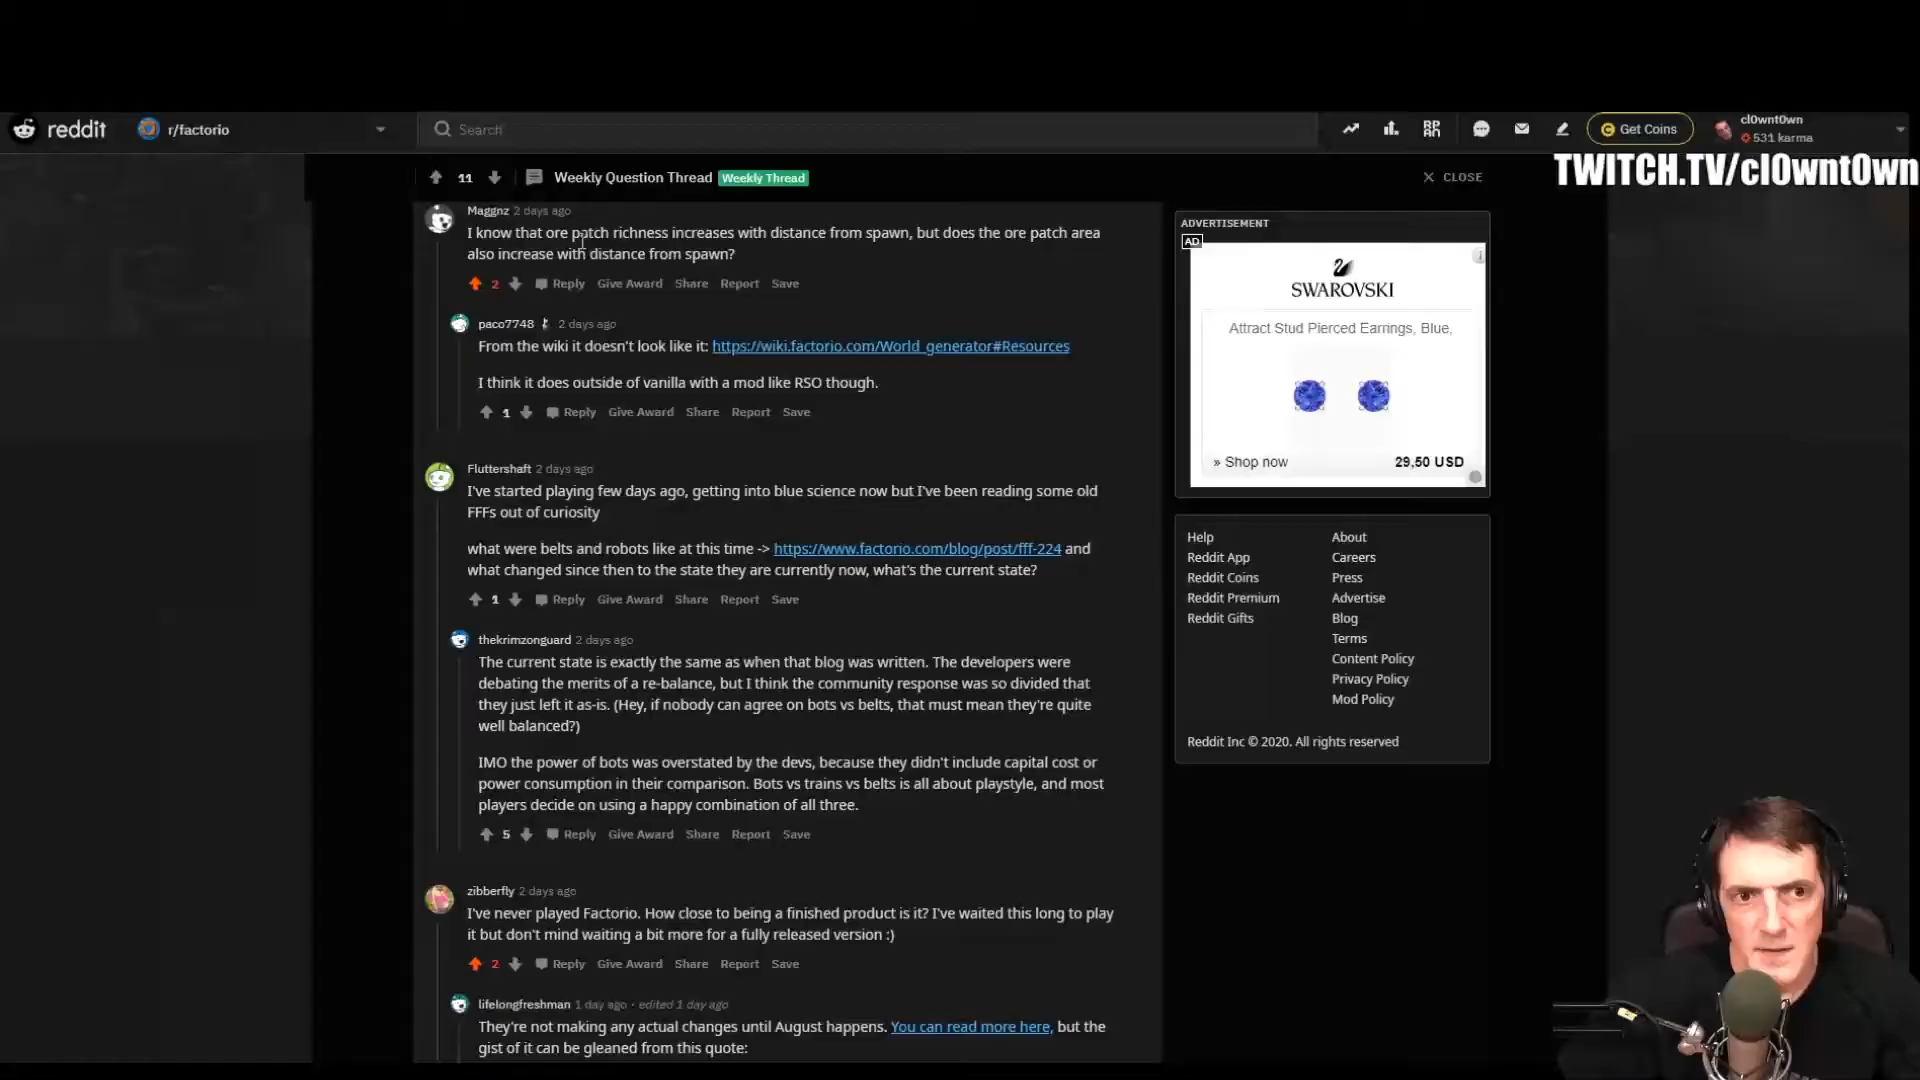 reddit
r/factorio
Search
Get Coins
cl0wnt0wn
531 karma
TWITCH.TV/cl0wnt0wn
11
Weekly Question Thread
Weekly Thread
CLOSE
Maggnz 2 days ago
I know that ore patch richness increases with distance from spawn, but does the ore patch area
also increase with distance from spawn?
2 Reply Give Award Share Report Save
paco7748 2 days ago
From the wiki it doesn't look like it: https://wiki.factorio.com/World_generator#Resources
I think it does outside of vanilla with a mod like RSO though.
1 Reply Give Award Share Report Save
Fluttershaft 2 days ago
I've started playing few days ago, getting into blue science now but I've been reading some old
FFFs out of curiosity
what were belts and robots like at this time -> https://www.factorio.com/blog/post/fff-224 and
what changed since then to the state they are currently now, what's the current state?
1 Reply Give Award Share Report Save
thekrimzonguard 2 days ago
The current state is exactly the same as when that blog was written. The developers were
debating the merits of a re-balance, but I think the community response was so divided that
they just left it as-is. (Hey, if nobody can agree on bots vs belts, that must mean they're quite
well balanced?)
IMO the power of bots was overstated by the devs, because they didn't include capital cost or
power consumption in their comparison. Bots vs trains vs belts is all about playstyle, and most
players decide on using a happy combination of all three.
5 Reply Give Award Share Report Save
zibberfly 2 days ago
I've never played Factorio. How close to being a finished product is it? I've waited this long to play
it but don't mind waiting a bit more for a fully released version :)
2 Reply Give Award Share Report Save
lifelongfreshman 1 day ago · edited 1 day ago
They're not making any actual changes until August happens. You can read more here, but the
gist of it can be gleaned from this quote:
ADVERTISEMENT
AD
SWAROVSKI
Attract Stud Pierced Earrings, Blue,
» Shop now 29,50 USD
Help About
Reddit App Careers
Reddit Coins Press
Reddit Premium Advertise
Reddit Gifts Blog
Terms
Content Policy
Privacy Policy
Mod Policy
Reddit Inc © 2020. All rights reserved